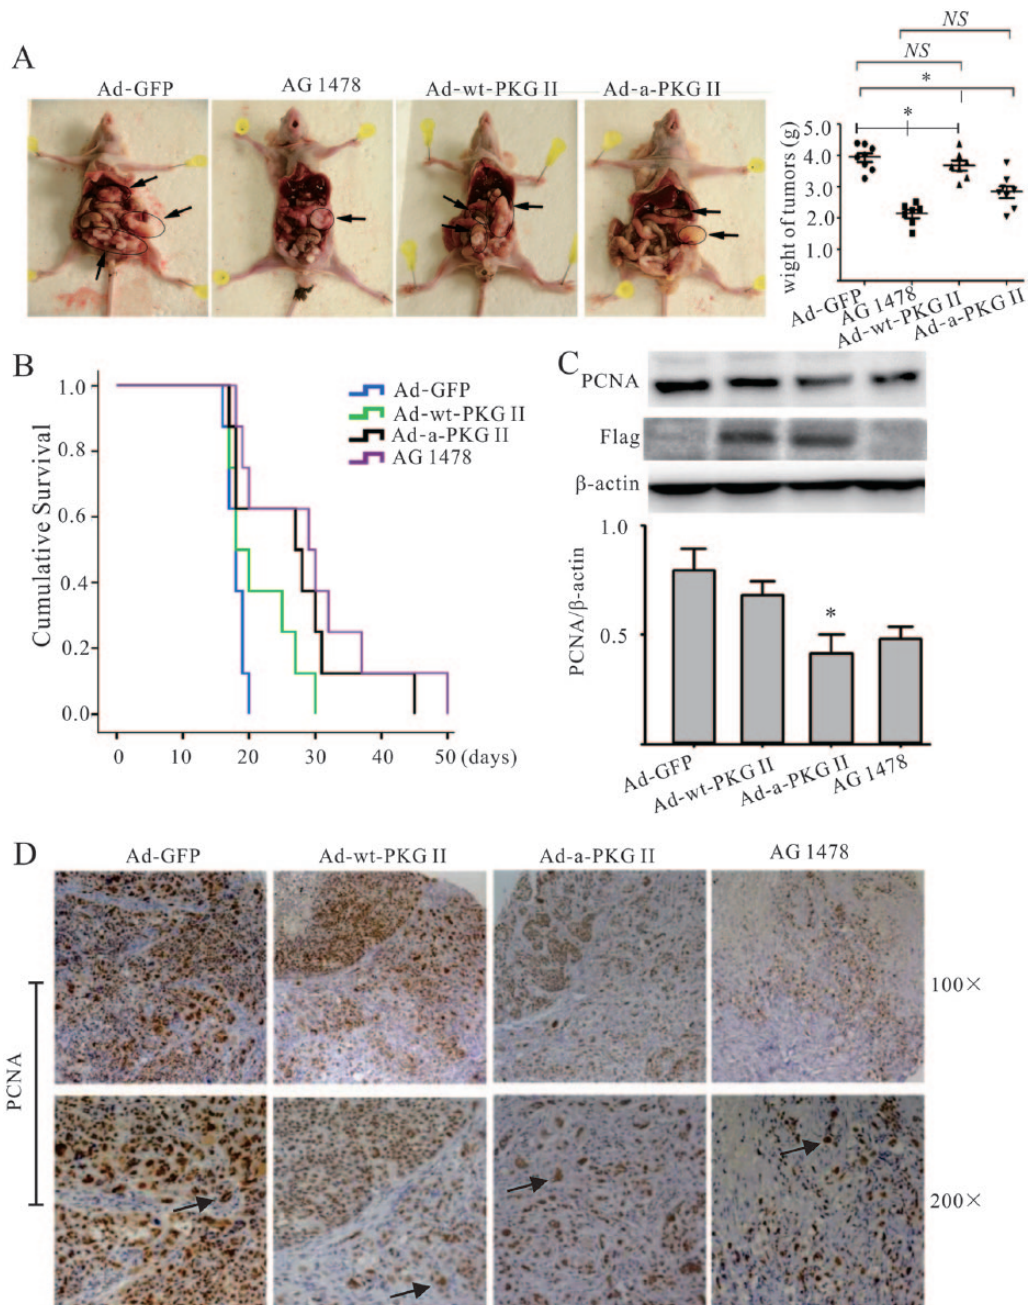 A
Ad-GFP
AG 1478
Ad-wt-PKG II
Ad-a-PKG II
NS
NS
*
*
wight of tumors (g)
5.0
4.0
3.0
2.0
1.0
Ad-GFP
AG 1478
Ad-wt-PKG II
Ad-a-PKG II
B
Cumulative Survival
1.0
0.8
0.6
0.4
0.2
0.0
0 10 20 30 40 50 (days)
Ad-GFP
Ad-wt-PKG II
Ad-a-PKG II
AG 1478
C
PCNA
Flag
β-actin
PCNA/β-actin
1.0
0.5
*
Ad-GFP
Ad-wt-PKG II
Ad-a-PKG II
AG 1478
D
Ad-GFP
Ad-wt-PKG II
Ad-a-PKG II
AG 1478
PCNA
100×
200×